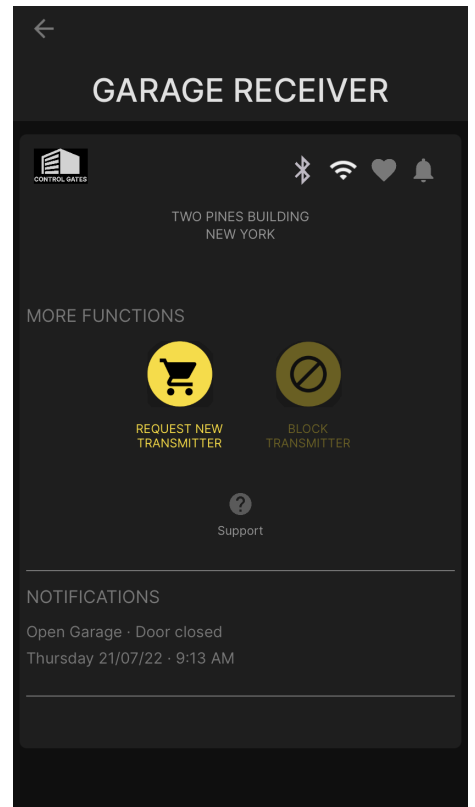 GARAGE RECEIVER
CONTROL GATES
TWO PINES BUILDING
NEW YORK
MORE FUNCTIONS
REQUEST NEW
TRANSMITTER
BLOCK
TRANSMITTER
?
Support
NOTIFICATIONS
Open Garage · Door closed
Thursday 21/07/22 · 9:13 AM